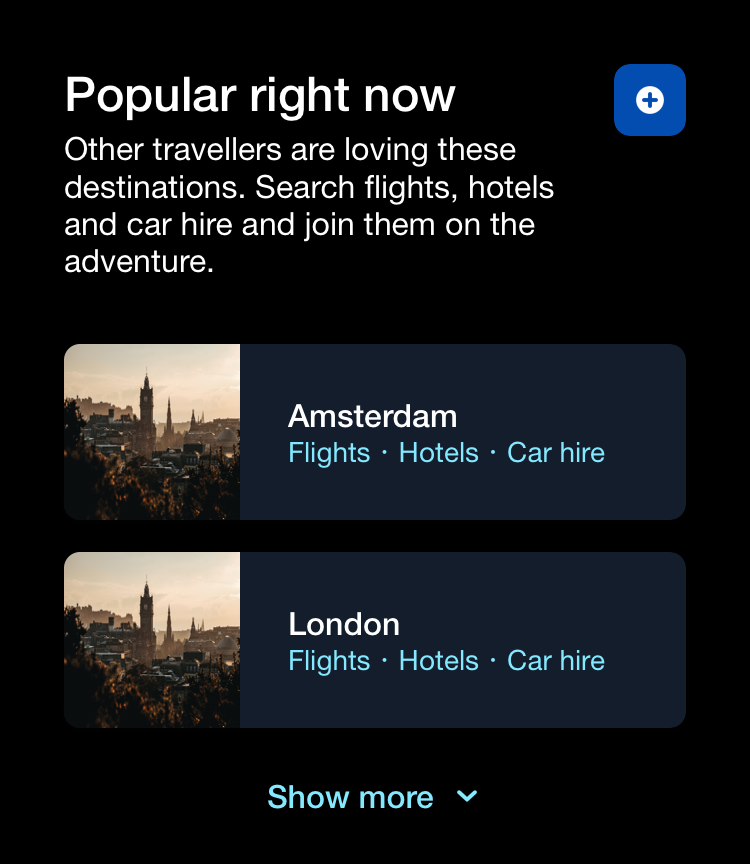 Popular right now
Other travellers are loving these
destinations. Search flights, hotels
and car hire and join them on the
adventure.
Amsterdam
Flights · Hotels · Car hire
London
Flights · Hotels · Car hire
Show more